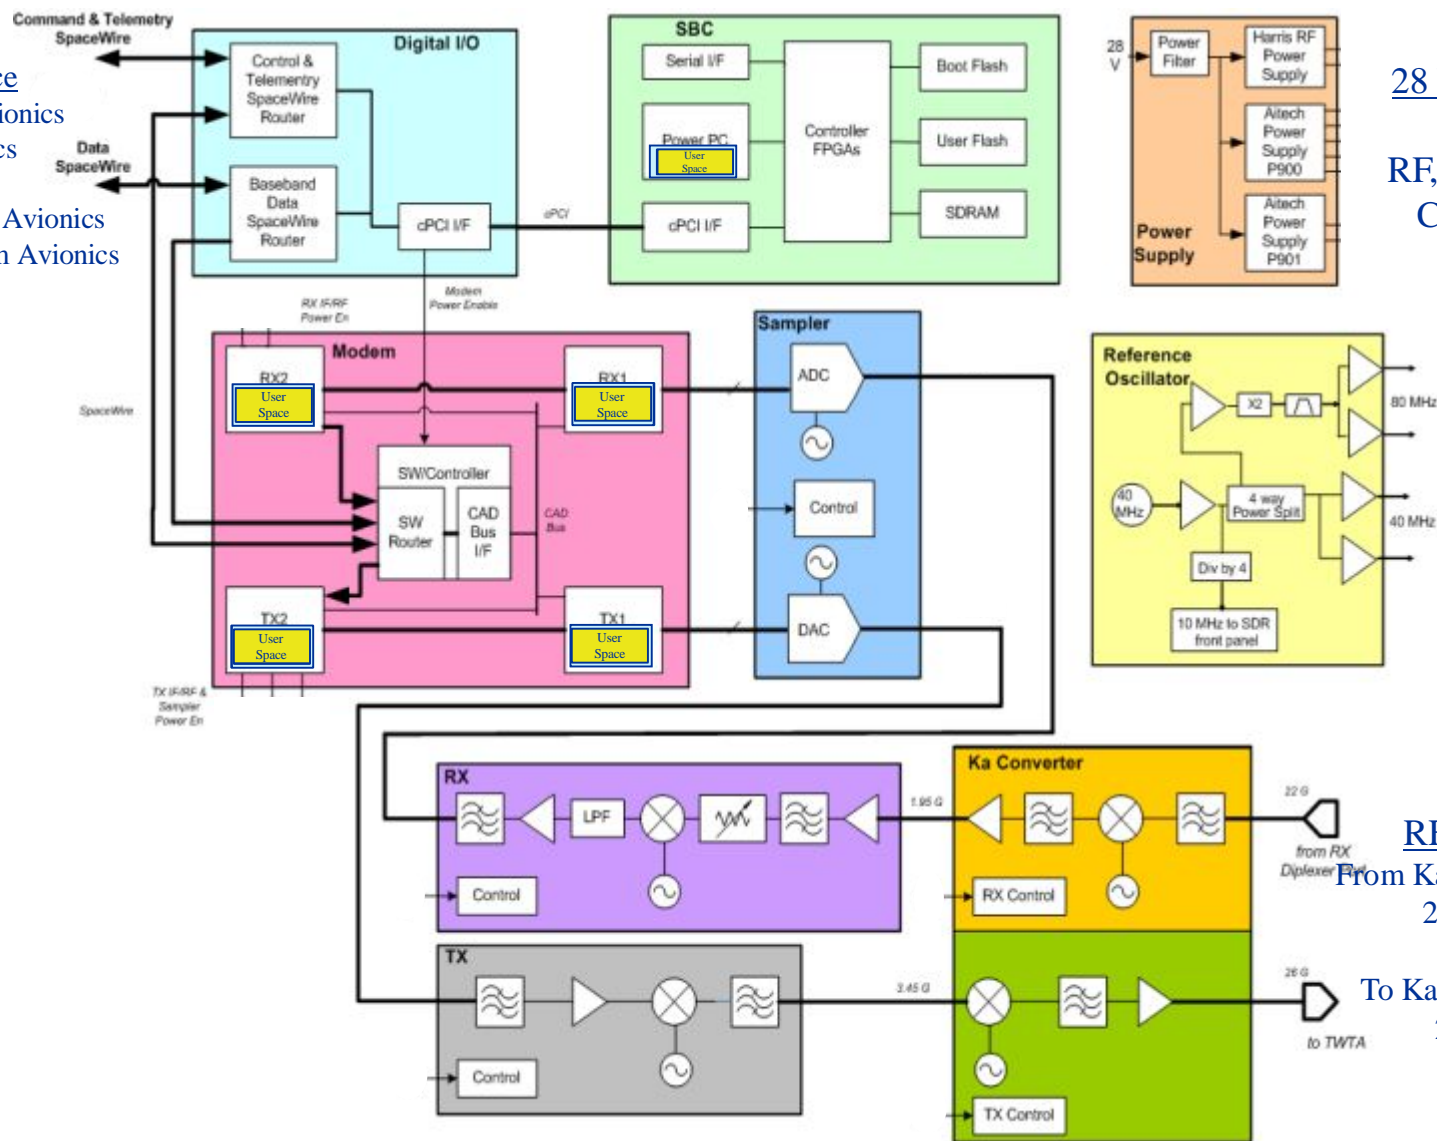 Command & Telemetry
SpaceWire
ce
ionics
cs
Data
SpaceWire
Avionics
n Avionics
Digital I/O
Control &
Telementry
SpaceWire
Router
Baseband
Data
SpaceWire
Router
cPCI I/F
cPCI
SBC
Serial I/F
Power PC
User
Space
cPCI I/F
Controller
FPGAs
Boot Flash
User Flash
SDRAM
28
V
Power
Filter
Harris RF
Power
Supply
Aitech
Power
Supply
P900
Aitech
Power
Supply
P901
Power
Supply
28
RF,
C
RX IF/RF
Power En
Modem
Power Enable
Modem
RX2
User
Space
RX1
User
Space
SpaceWire
SW/Controller
SW
Router
CAD
Bus
I/F
CAD
Bus
TX2
User
Space
TX1
User
Space
TX IF/RF &
Sampler
Power En
Sampler
ADC
Control
DAC
Reference
Oscillator
X2
80 MHz
40
MHz
4 way
Power Split
40 MHz
Div by 4
10 MHz to SDR
front panel
RX
LPF
Control
1.95 G
Ka Converter
RX Control
22 G
from RX
Diplexer Port
RF
From Ka
2
TX
Control
3.45 G
TX Control
26 G
to TWTA
To Ka